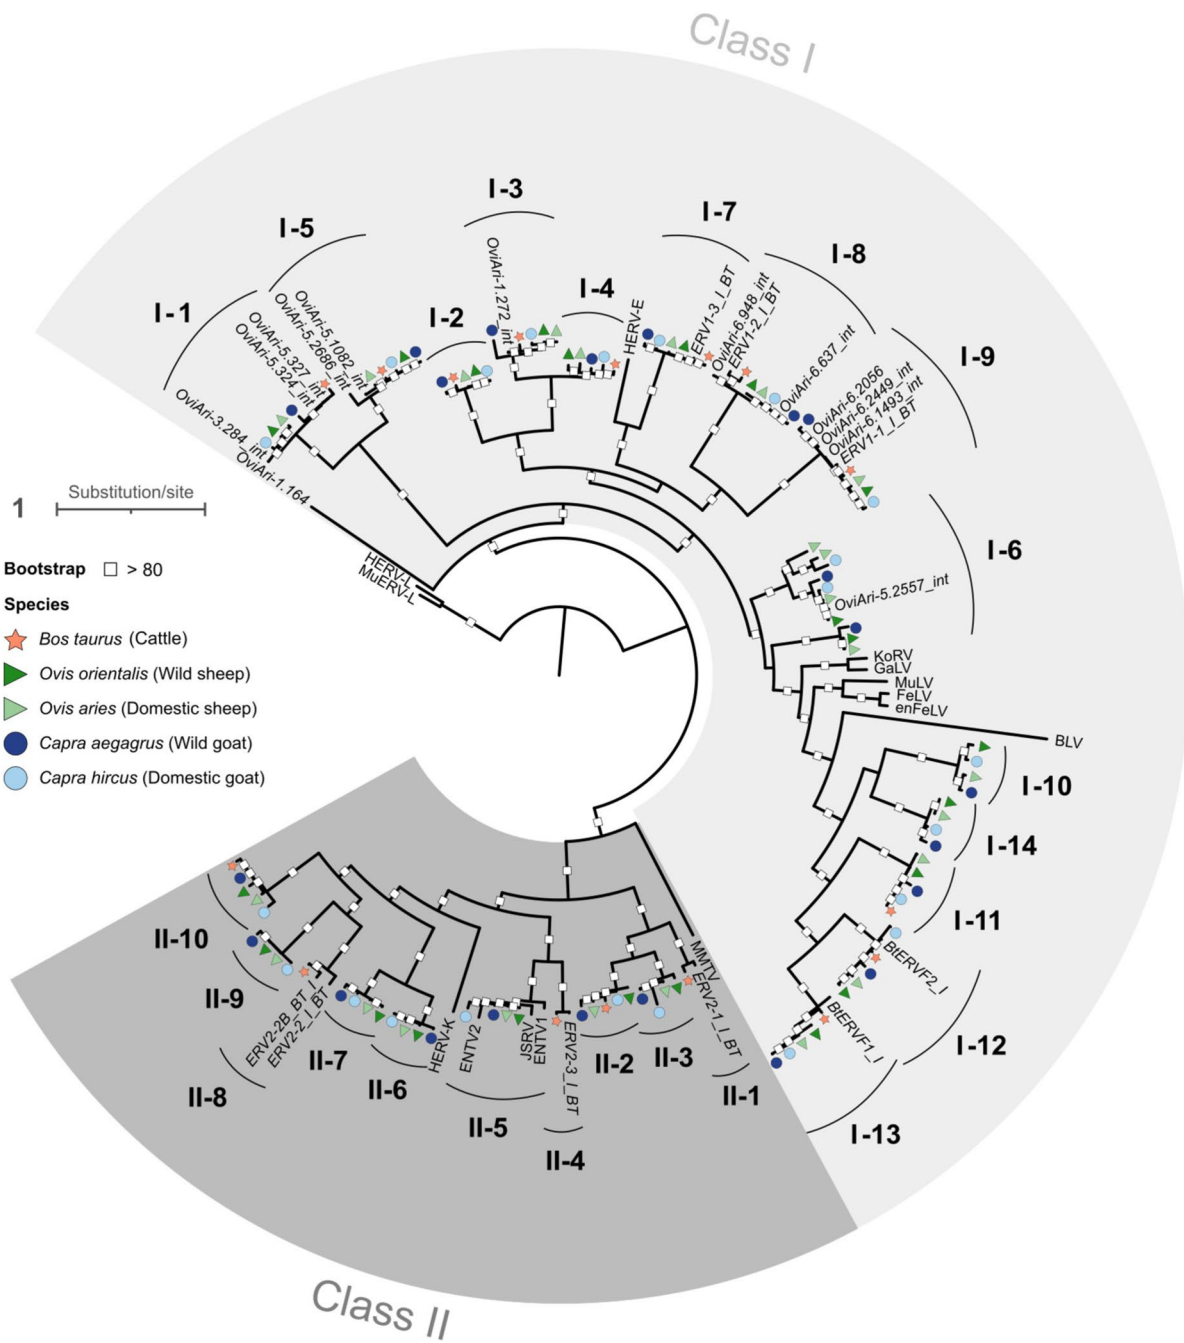 Class I
I-3
I-7
I-5
I-8
I-4
I-1
I-2
I-9
OviAri-1.272_int
HERV-E
ERV1-3_I_BT
OviAri-6.948_int
ERV1-2_I_BT
OviAri-6.637_int
OviAri-6.2056
OviAri-6.2449_int
OviAri-6.1493_int
ERV1-1_I_BT
OviAri-5.1082_int
OviAri-5.2686_int
OviAri-5.327_int
OviAri-5.324_int
OviAri-3.284_int
OviAri-1.164
1
Substitution/site
I-6
OviAri-5.2557_int
HERV-L
MuERV-L
Bootstrap > 80
Species
Bos taurus (Cattle)
Ovis orientalis (Wild sheep)
Ovis aries (Domestic sheep)
Capra aegagrus (Wild goat)
Capra hircus (Domestic goat)
KoRV
GaLV
MuLV
FeLV
enFeLV
BLV
I-10
I-14
I-11
BtERVF2_I
I-12
BtERVF1_I
I-13
MMTV
ERV2-1_I_BT
II-1
II-3
II-2
ERV2-3_I_BT
II-4
ENTV1
JSRV
ENTV2
II-5
HERV-K
II-6
II-7
ERV2-2_I_BT
ERV2-2B_BT_I
II-8
II-9
II-10
Class II